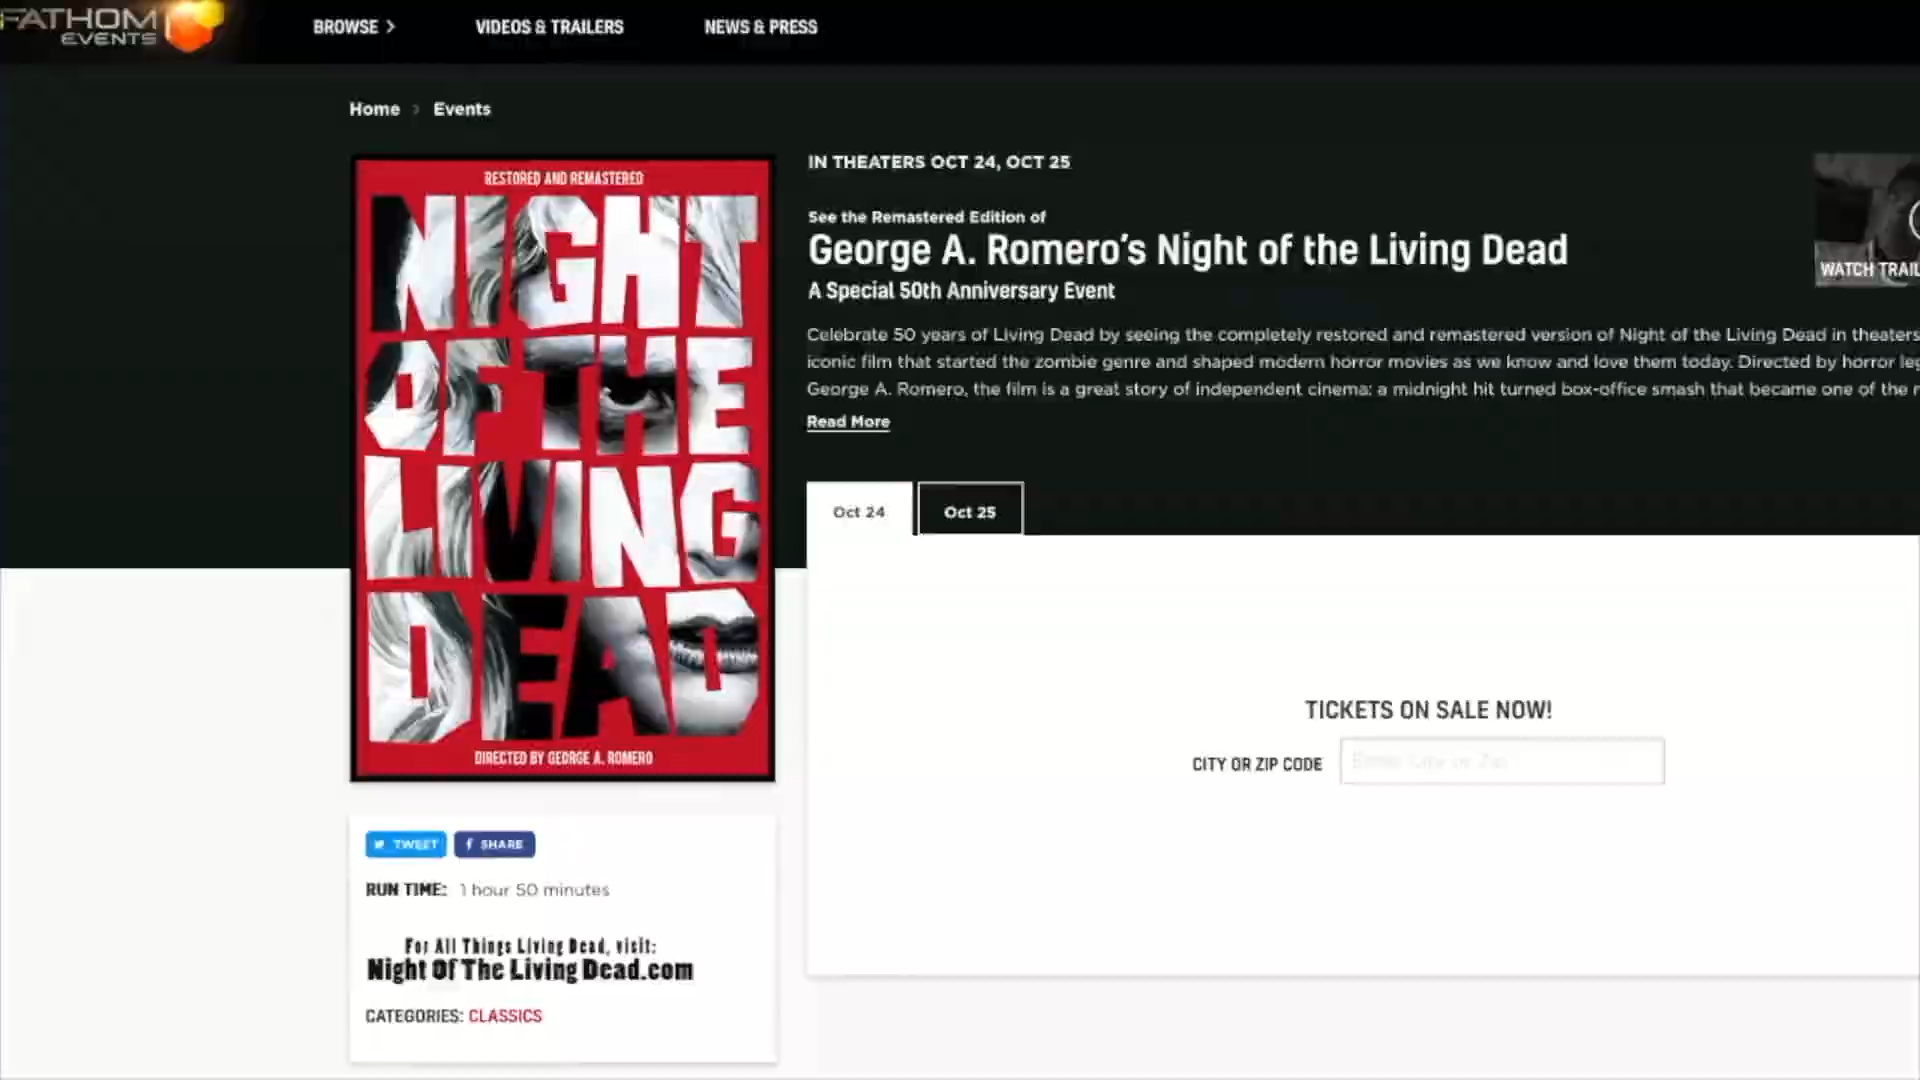 FATHOM
EVENTS
BROWSE
VIDEOS & TRAILERS
NEWS & PRESS
Home
Events
RESTORED AND REMASTERED
NIGHT
OF THE
LIVING
DEAD
DIRECTED BY GEORGE A. ROMERO
IN THEATERS OCT 24, OCT 25
See the Remastered Edition of
George A. Romero's Night of the Living Dead
A Special 50th Anniversary Event
WATCH TRAIL
Celebrate 50 years of Living Dead by seeing the completely restored and remastered version of Night of the Living Dead in theaters
iconic film that started the zombie genre and shaped modern horror movies as we know and love them today. Directed by horror leg
George A. Romero, the film is a great story of independent cinema: a midnight hit turned box-office smash that became one of the
Read More
Oct 24
Oct 25
TICKETS ON SALE NOW!
CITY OR ZIP CODE
Enter City or Zip
TWEET
SHARE
RUN TIME: 1 hour 50 minutes
For All Things Living Dead, visit:
Night Of The Living Dead.com
CATEGORIES: CLASSICS